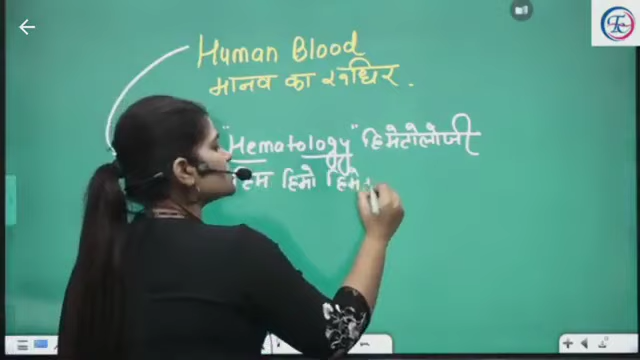 Human Blood
मानव का रुधिर.
"Hematology" हिमेटोलोजी
हिम हिमो हिमे